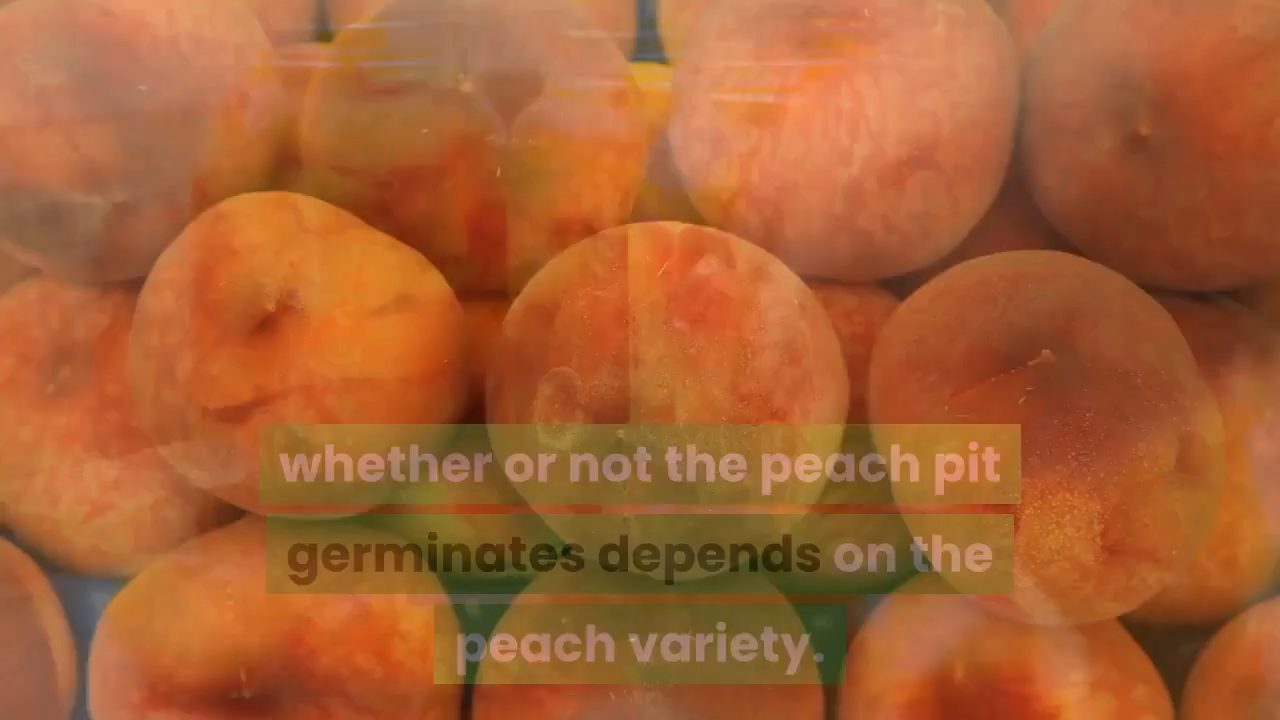 whether or not the peach pit
germinates depends on the
peach variety.